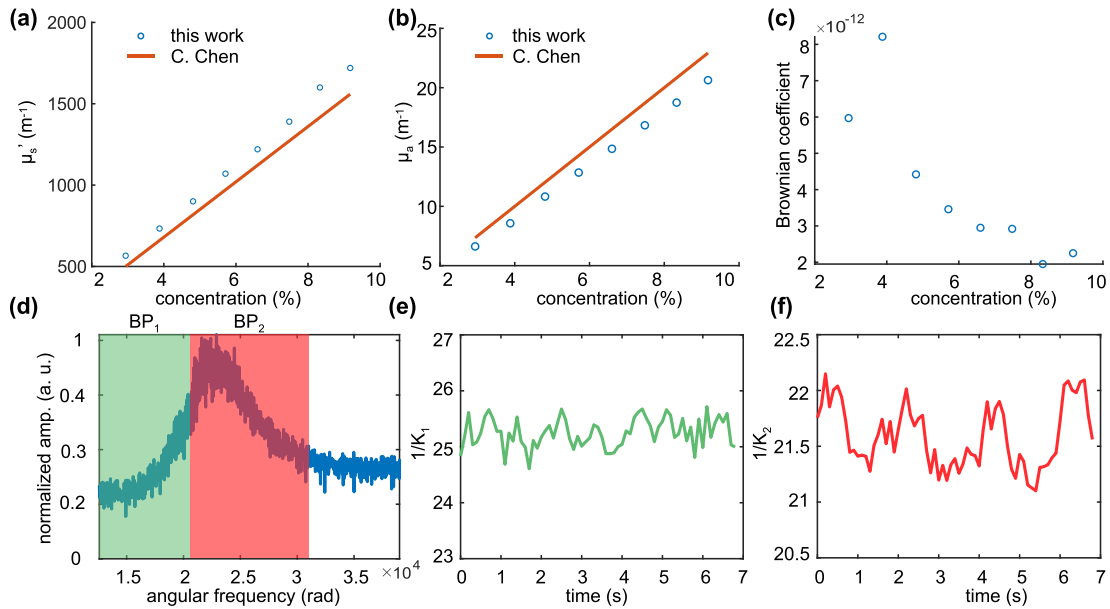 (a)
2000
1500
1000
500
μs’ (m-1)
this work
C. Chen
2 4 6 8 10
concentration (%)
(b)
25
20
15
10
5
μa (m-1)
this work
C. Chen
2 4 6 8 10
concentration (%)
(c)
×10-12
8
7
6
5
4
3
2
Brownian coefficient
2 4 6 8 10
concentration (%)
(d)
BP1 BP2
1
0.4
0.3
0.2
0
normalized amp. (a. u.)
1.5 2 2.5 3 3.5
×104
angular frequency (rad)
(e)
27
26
25
24
23
1/K1
0 1 2 3 4 5 6 7
time (s)
(f)
22.5
22
21.5
21
20.5
1/K2
0 1 2 3 4 5 6 7
time (s)